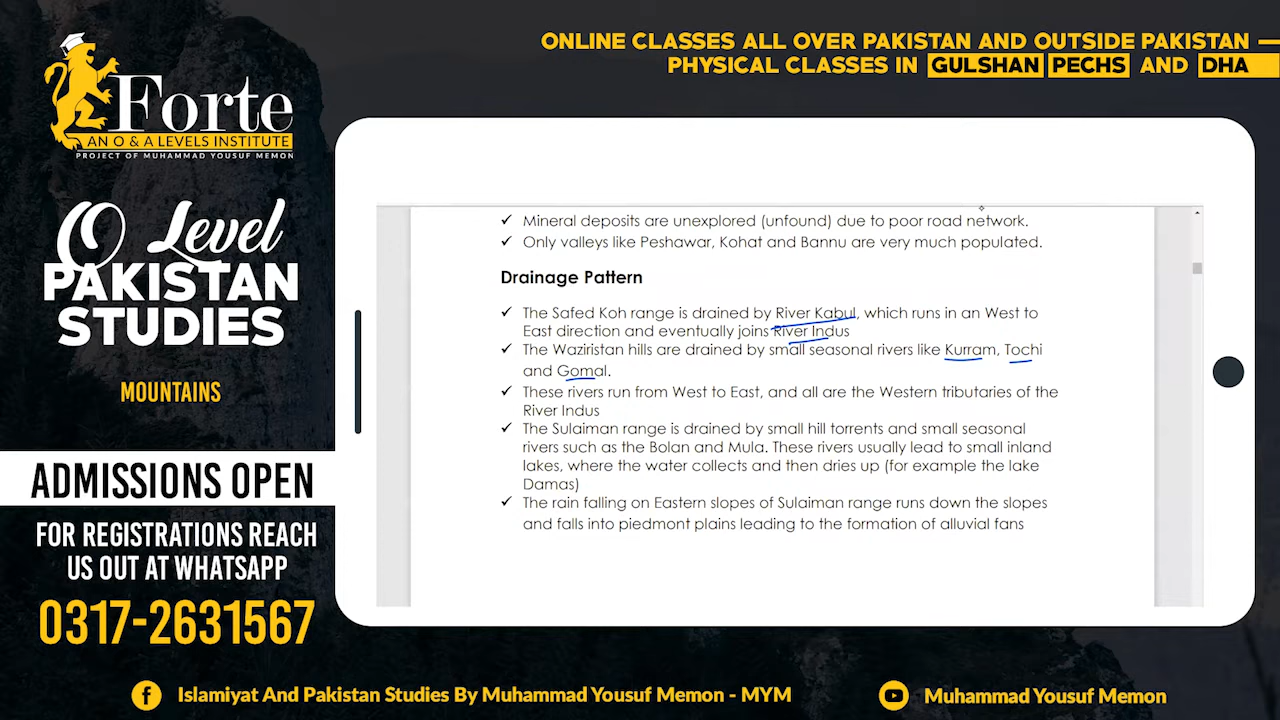 ONLINE CLASSES ALL OVER PAKISTAN AND OUTSIDE PAKISTAN
PHYSICAL CLASSES IN GULSHAN PECHS AND DHA
Forte
AN O & A LEVELS INSTITUTE
PROJECT OF MUHAMMAD YOUSUF MEMON
O Level
PAKISTAN
STUDIES
MOUNTAINS
ADMISSIONS OPEN
FOR REGISTRATIONS REACH
US OUT AT WHATSAPP
0317-2631567
✓ Mineral deposits are unexplored (unfound) due to poor road network.
✓ Only valleys like Peshawar, Kohat and Bannu are very much populated.
Drainage Pattern
✓ The Safed Koh range is drained by River Kabul, which runs in an West to
East direction and eventually joins River Indus
✓ The Waziristan hills are drained by small seasonal rivers like Kurram, Tochi
and Gomal.
✓ These rivers run from West to East, and all are the Western tributaries of the
River Indus
✓ The Sulaiman range is drained by small hill torrents and small seasonal
rivers such as the Bolan and Mula. These rivers usually lead to small inland
lakes, where the water collects and then dries up (for example the lake
Damas)
✓ The rain falling on Eastern slopes of Sulaiman range runs down the slopes
and falls into piedmont plains leading to the formation of alluvial fans
Islamiyat And Pakistan Studies By Muhammad Yousuf Memon - MYM
Muhammad Yousuf Memon